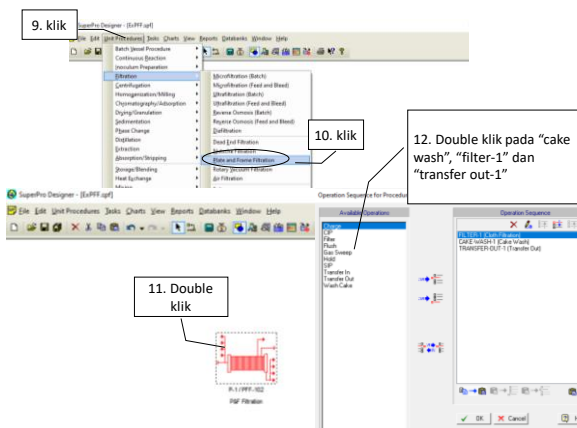 9. klik
SuperPro Designer - [ExPFF.spf]
File Edit Unit Procedures Tasks Charts View Reports Databanks Window Help
Batch Vessel Procedure
Continuous Reaction
Inoculum Preparation
Filtration
Centrifugation
Homogenization/Milling
Chromatography/Adsorption
Drying/Granulation
Sedimentation
Phase Change
Distillation
Extraction
Absorption/Stripping
Storage/Blending
Heat Exchange
Microfiltration (Batch)
Microfiltration (Feed and Bleed)
Ultrafiltration (Batch)
Ultrafiltration (Feed and Bleed)
Reverse Osmosis (Batch)
Reverse Osmosis (Feed and Bleed)
Diafiltration
Dead End Filtration
Plate and Frame Filtration
Rotary Vacuum Filtration
Air Filtration
10. klik
12. Double klik pada “cake
wash”, “filter-1” dan
“transfer out-1”
SuperPro Designer - [ExPFF.spf]
File Edit Unit Procedures Tasks Charts View Reports Databanks Window Help
11. Double
klik
P-1 / PFF-102
P&F Filtration
Operation Sequence for Procedur
Available Operations
Charge
CIP
Filter
Flush
Gas Sweep
Hold
SIP
Transfer In
Transfer Out
Wash Cake
Operation Sequence
FILTER-1 (Cloth Filtration)
CAKE-WASH-1 (Cake Wash)
TRANSFER-OUT-1 (Transfer Out)
OK
Cancel